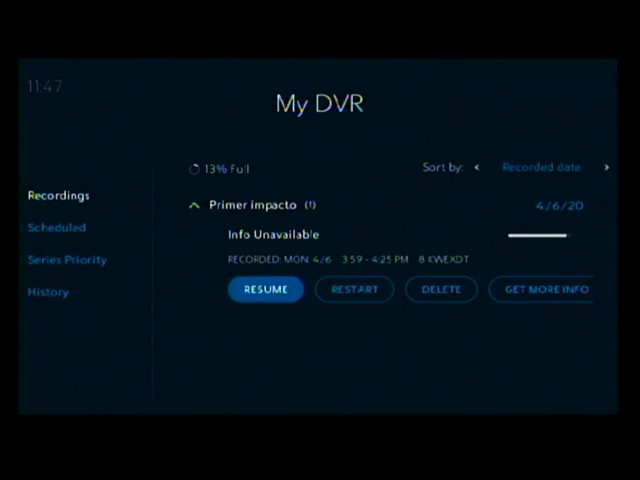 11:47
My DVR
13% Full
Sort by: < Recorded date >
Recordings
Primer impacto (1) 4/6/20
Scheduled
Info Unavailable
Series Priority
RECORDED: MON 4/6 3:59 - 4:25 PM 8 KWEXDT
History
RESUME RESTART DELETE GET MORE INFO